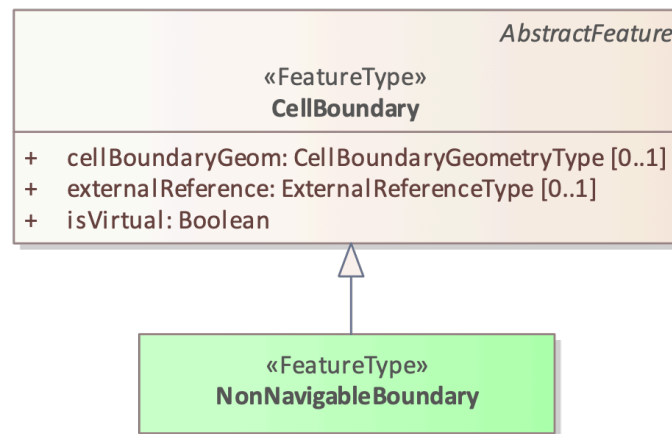 AbstractFeature
«FeatureType»
CellBoundary
+ cellBoundaryGeom: CellBoundaryGeometryType [0..1]
+ externalReference: ExternalReferenceType [0..1]
+ isVirtual: Boolean
«FeatureType»
NonNavigableBoundary